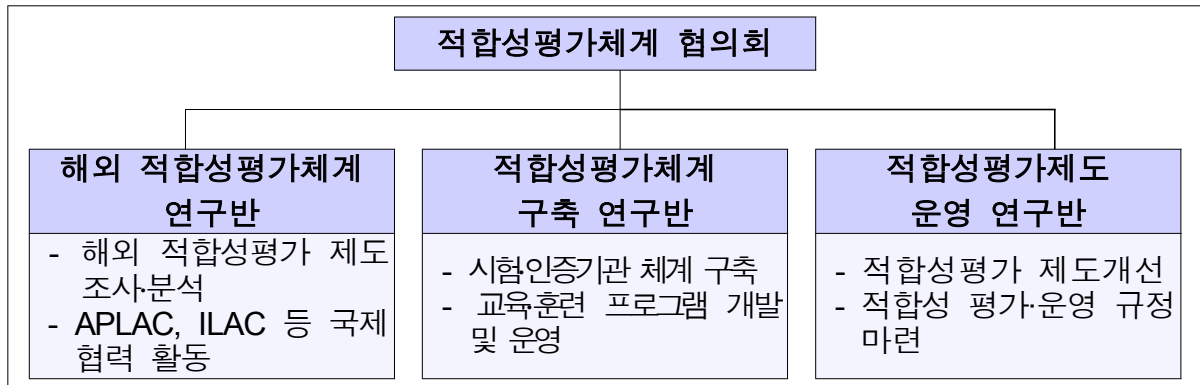 적합성평가체계 협의회
해외 적합성평가체계
연구반
- 해외 적합성평가 제도
조사·분석
- APLAC, ILAC 등 국제
협력 활동
적합성평가체계
구축 연구반
- 시험·인증기관 체계 구축
- 교육·훈련 프로그램 개발
및 운영
적합성평가제도
운영 연구반
- 적합성평가 제도개선
- 적합성 평가·운영 규정
마련